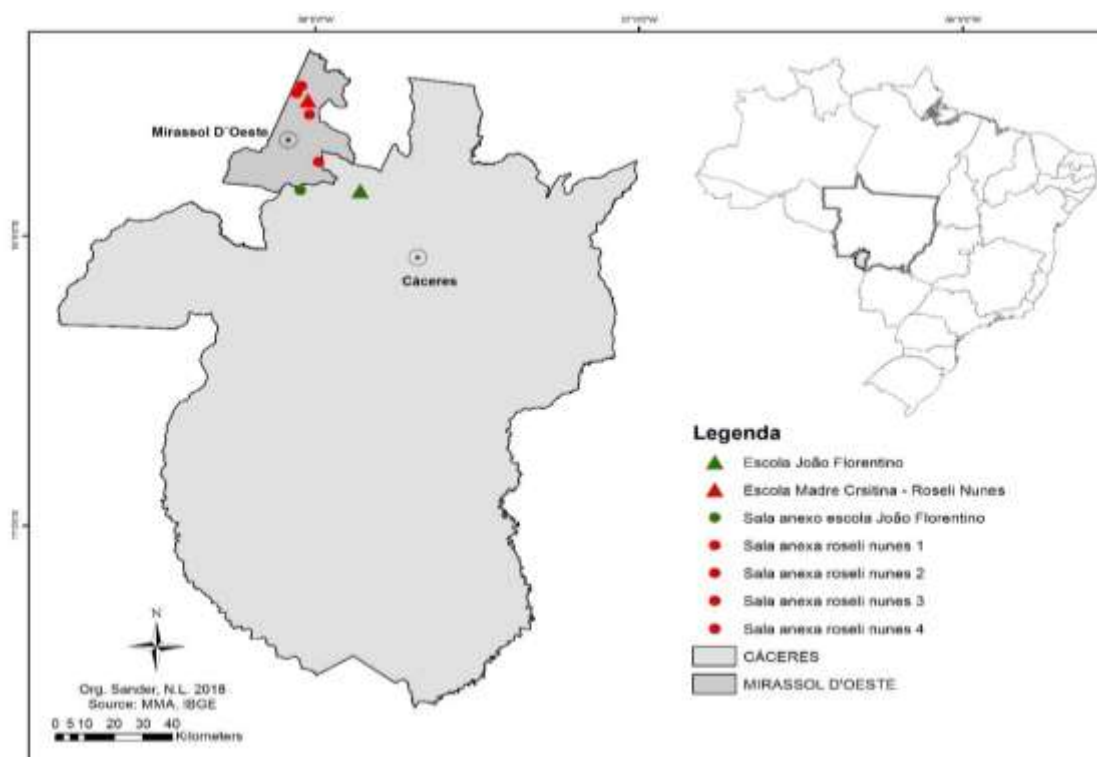 Mirassol D´Oeste
Cáceres
Legenda
Escola João Florentino
Escola Madre Crsitina - Roseli Nunes
Sala anexo escola João Florentino
Sala anexa roseli nunes 1
Sala anexa roseli nunes 2
Sala anexa roseli nunes 3
Sala anexa roseli nunes 4
CÁCERES
MIRASSOL D'OESTE
N
Org. Sander, N.L. 2018
Source: MMA, IBGE
0 5 10 20 30 40
Kilometers